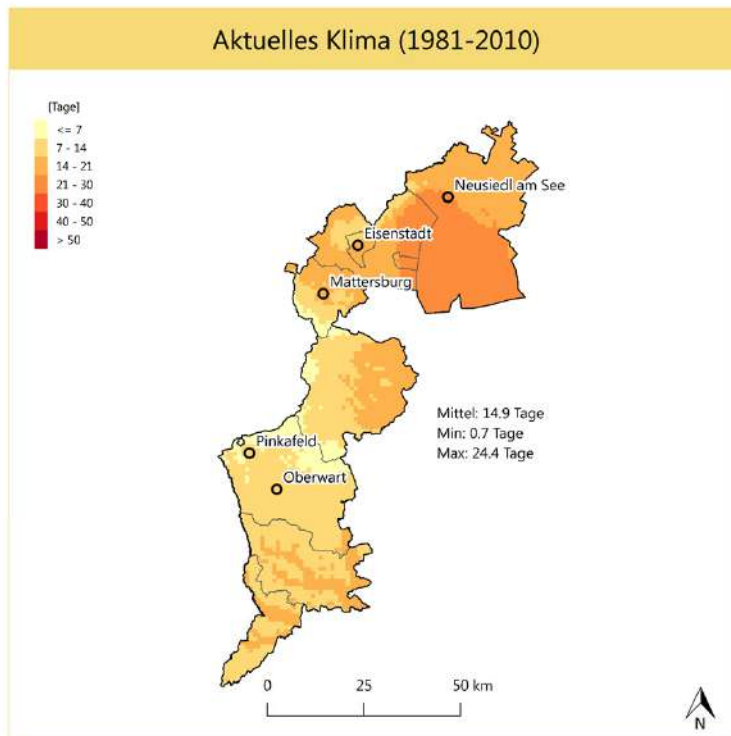 Aktuelles Klima (1981-2010)
[Tage]
<= 7
7 - 14
14 - 21
21 - 30
30 - 40
40 - 50
> 50
Neusiedl am See
Eisenstadt
Mattersburg
Mittel: 14.9 Tage
Min: 0.7 Tage
Max: 24.4 Tage
Pinkafeld
Oberwart
0 25 50 km
N